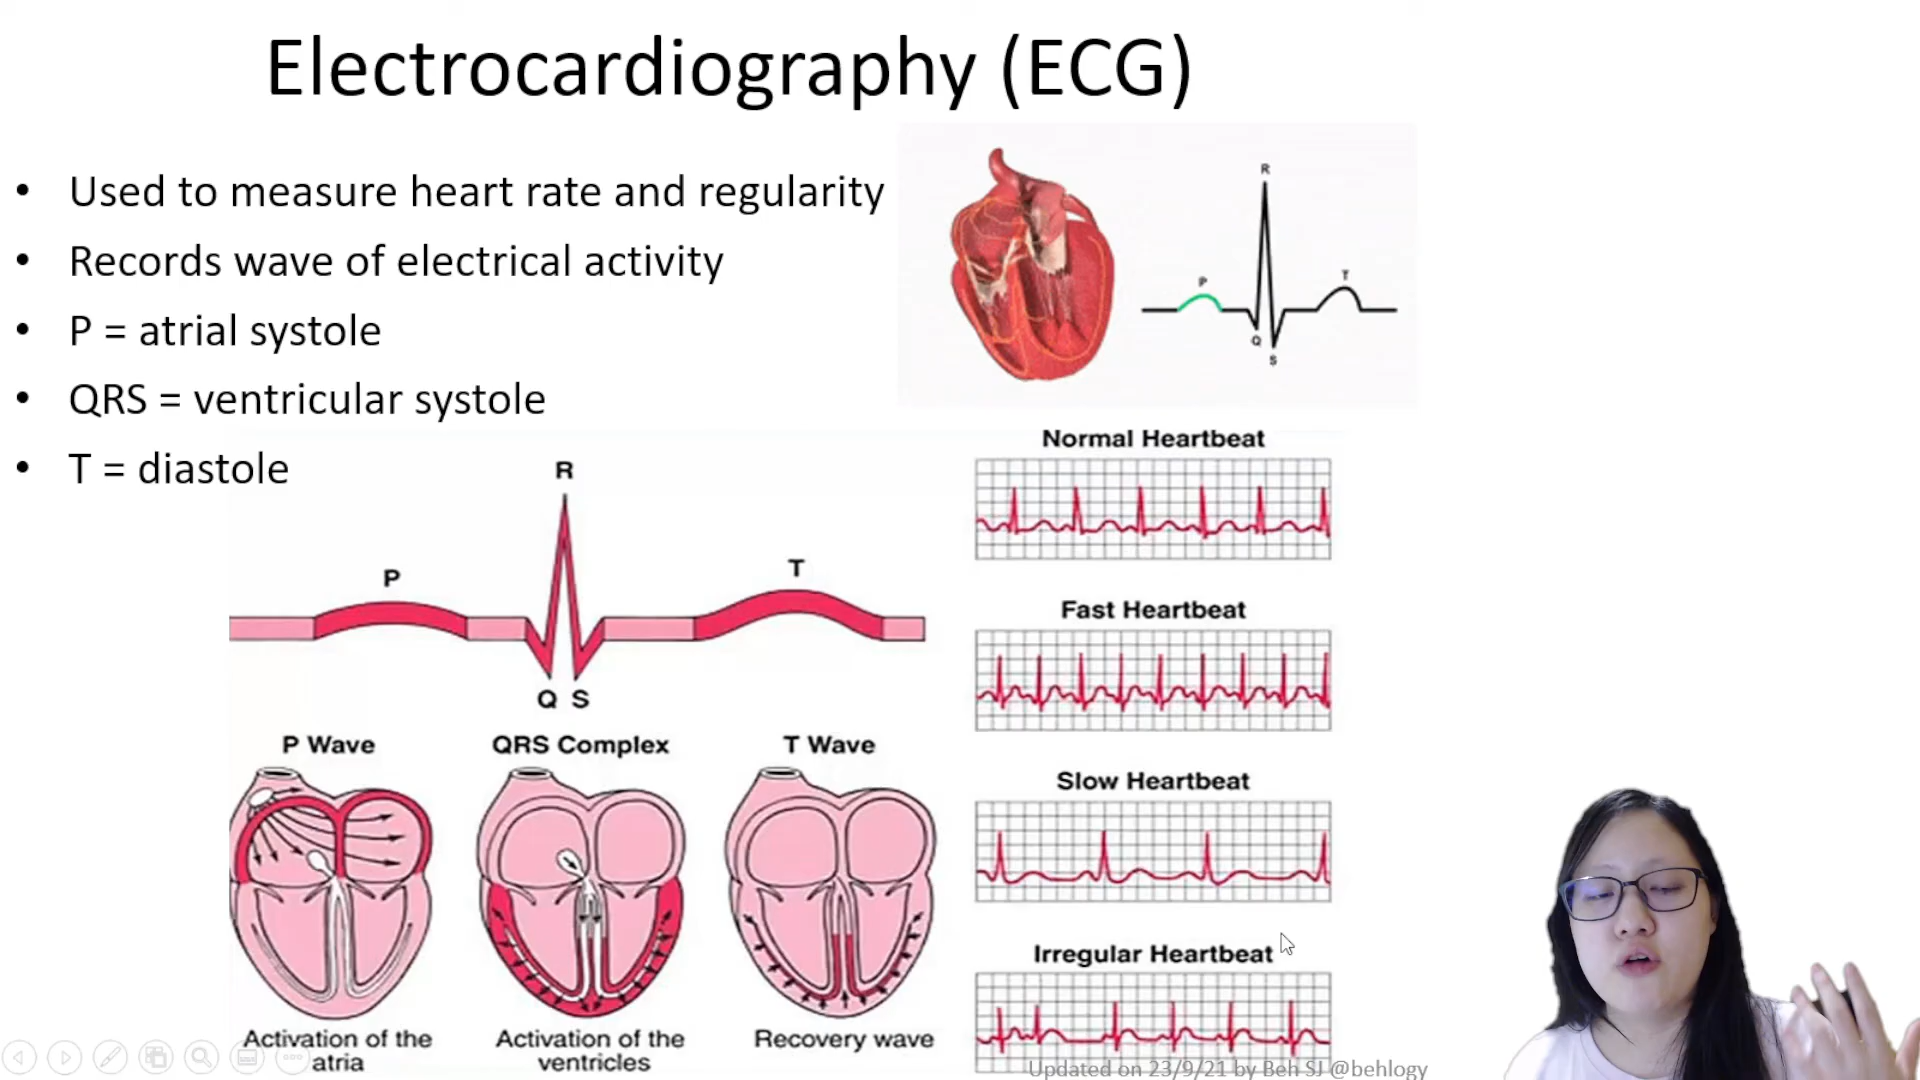 Electrocardiography (ECG)
• Used to measure heart rate and regularity
• Records wave of electrical activity
• P = atrial systole
• QRS = ventricular systole
• T = diastole
R
P
T
Q
S
R
P
T
Q S
P Wave
QRS Complex
T Wave
Activation of the
atria
Activation of the
ventricles
Recovery wave
Normal Heartbeat
Fast Heartbeat
Slow Heartbeat
Irregular Heartbeat
Updated on 23/9/21 by Beh SJ @behlogy